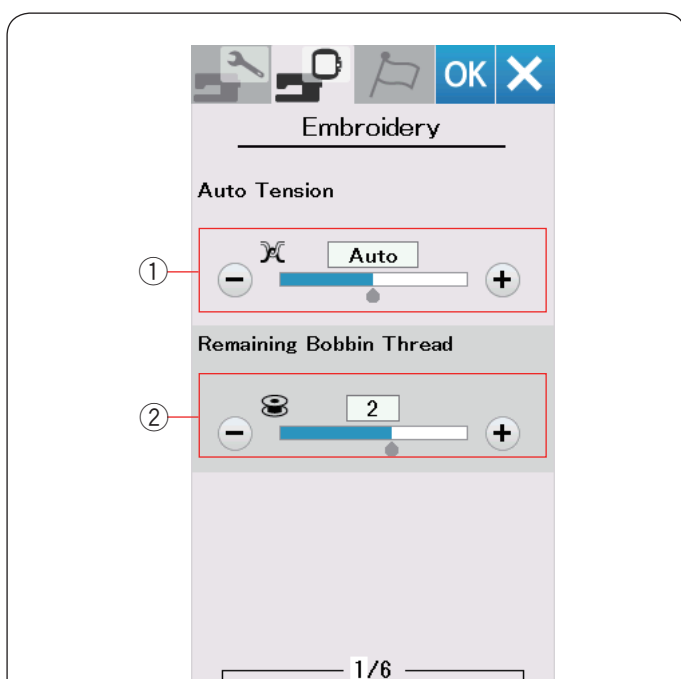 OK
Embroidery
Auto Tension
① Auto
− +
Remaining Bobbin Thread
② 2
− +
1/6